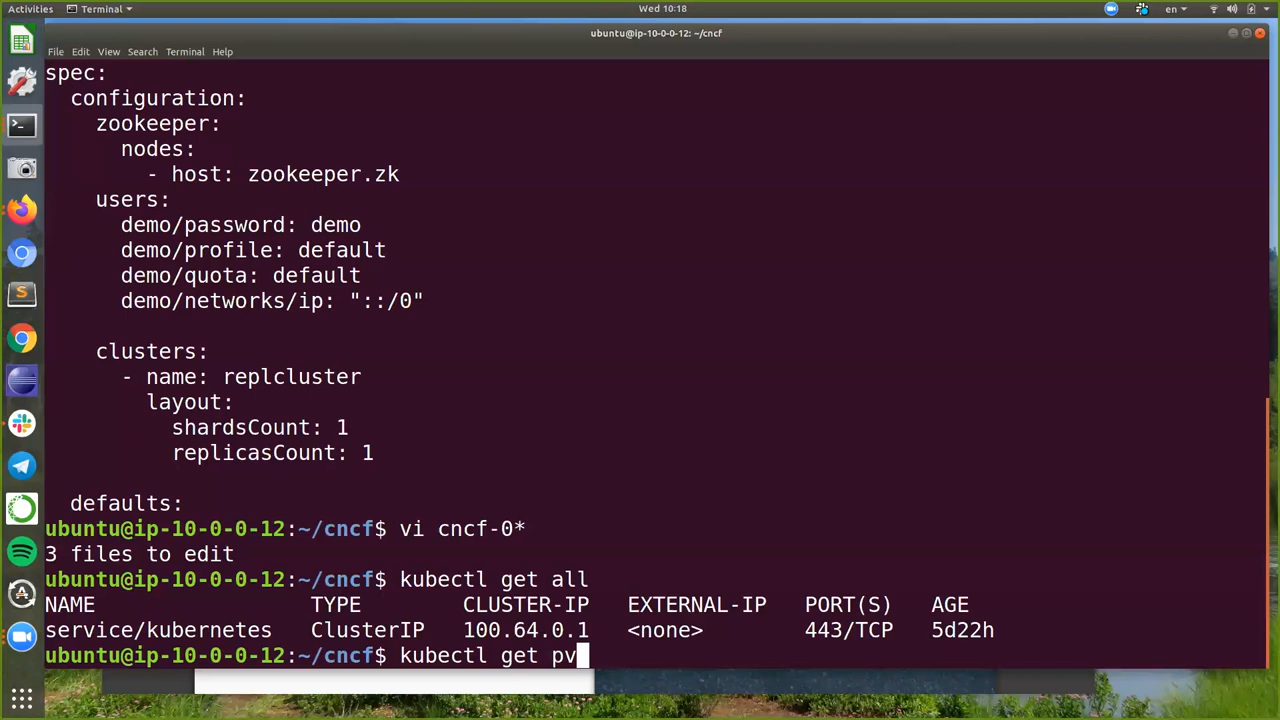 Activities Terminal Wed 10:18 en
ubuntu@ip-10-0-0-12: ~/cncf
File Edit View Search Terminal Help
spec:
  configuration:
    zookeeper:
      nodes:
        - host: zookeeper.zk
    users:
      demo/password: demo
      demo/profile: default
      demo/quota: default
      demo/networks/ip: "::/0"
    clusters:
      - name: replcluster
        layout:
          shardsCount: 1
          replicasCount: 1
  defaults:
ubuntu@ip-10-0-0-12:~/cncf$ vi cncf-0*
3 files to edit
ubuntu@ip-10-0-0-12:~/cncf$ kubectl get all
NAME TYPE CLUSTER-IP EXTERNAL-IP PORT(S) AGE
service/kubernetes ClusterIP 100.64.0.1 <none> 443/TCP 5d22h
ubuntu@ip-10-0-0-12:~/cncf$ kubectl get pv